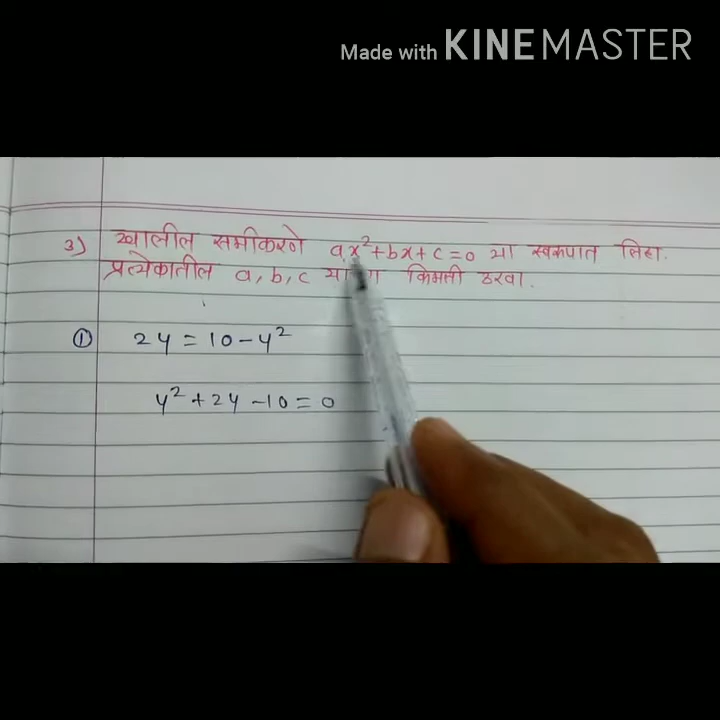 Made with KINEMASTER
3) खालील समीकरणे ax²+bx+c=0 या स्वरूपात लिहा.
प्रत्येकातील a, b, c किमती ठरवा.
① 2y = 10 - y²
y² + 2y - 10 = 0